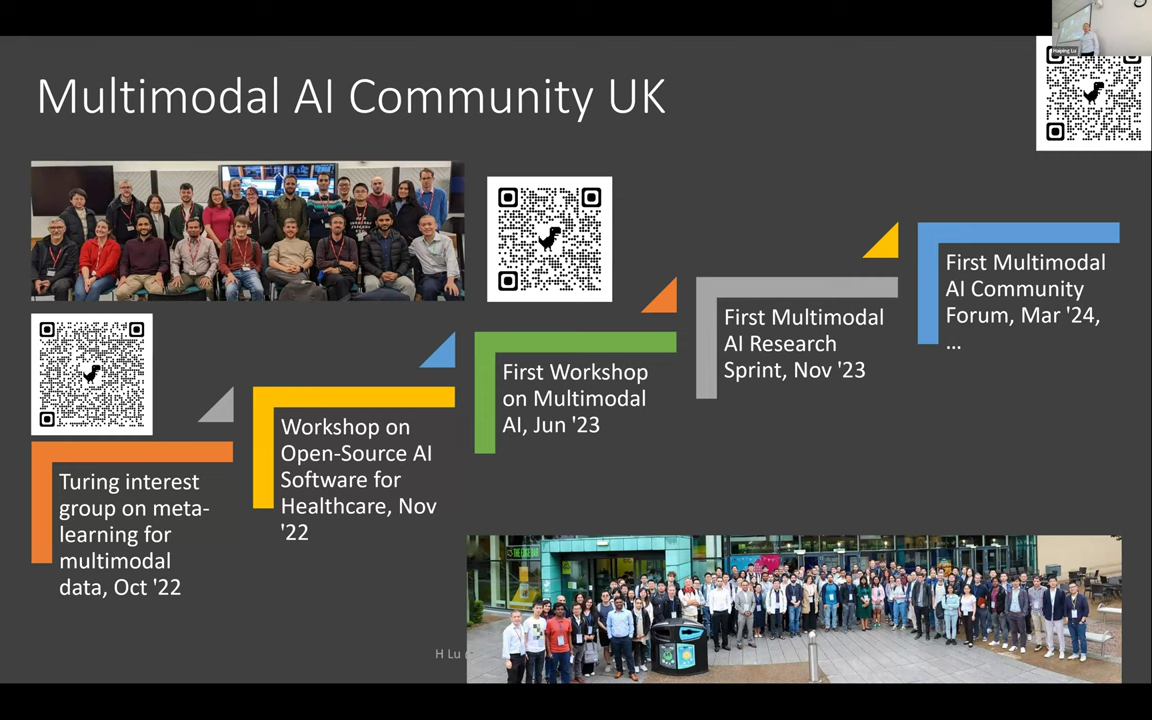 Haiping Lu
Multimodal AI Community UK
First Multimodal
AI Community
Forum, Mar '24,
...
First Multimodal
AI Research
Sprint, Nov '23
First Workshop
on Multimodal
AI, Jun '23
Workshop on
Open-Source AI
Software for
Healthcare, Nov
'22
Turing interest
group on meta-
learning for
multimodal
data, Oct '22
H Lu